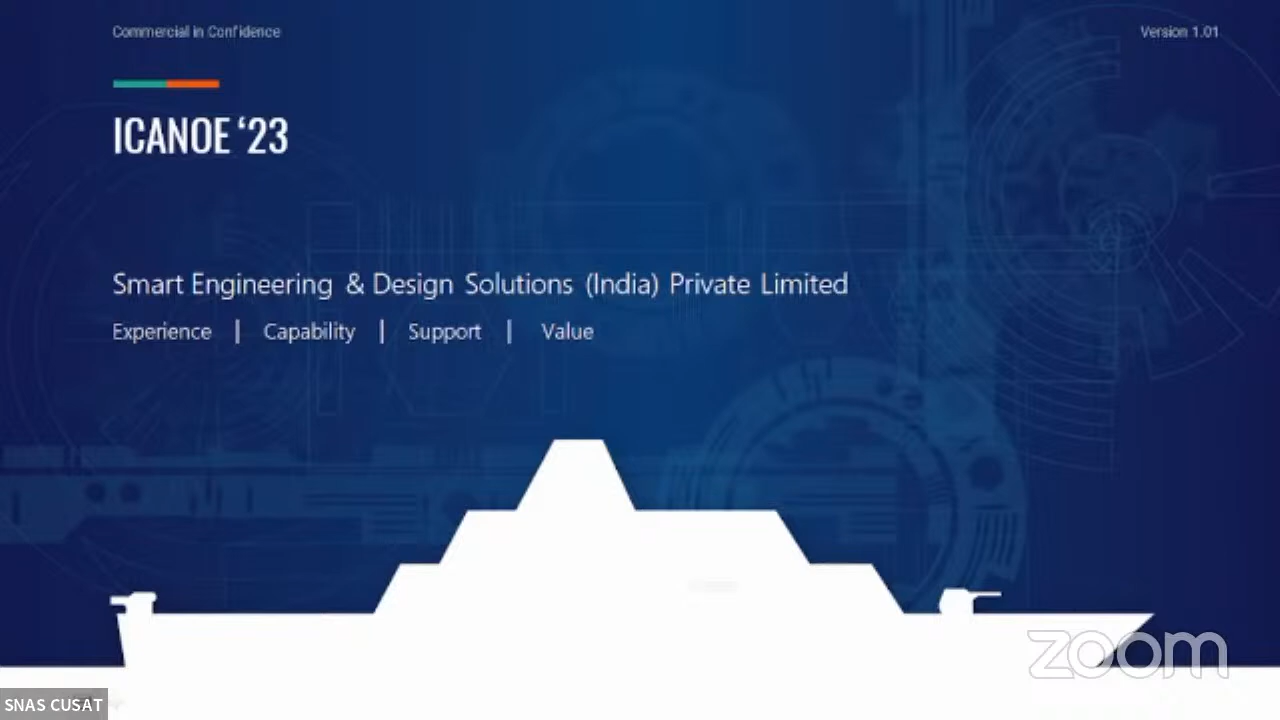 Commercial in Confidence
Version 1.01
ICANOE ‘23
Smart Engineering & Design Solutions (India) Private Limited
Experience | Capability | Support | Value
zoom
SNAS CUSAT